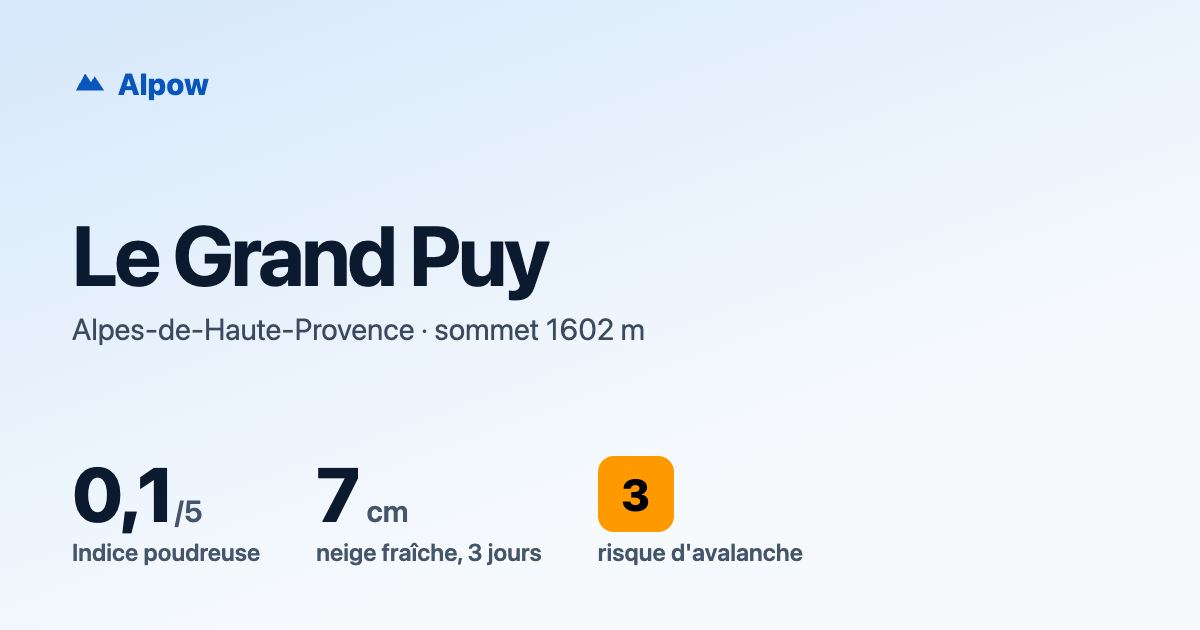 Alpow
Le Grand Puy
Alpes-de-Haute-Provence · sommet 1602 m
0,1/5
Indice poudreuse
7 cm
neige fraîche, 3 jours
3
risque d'avalanche